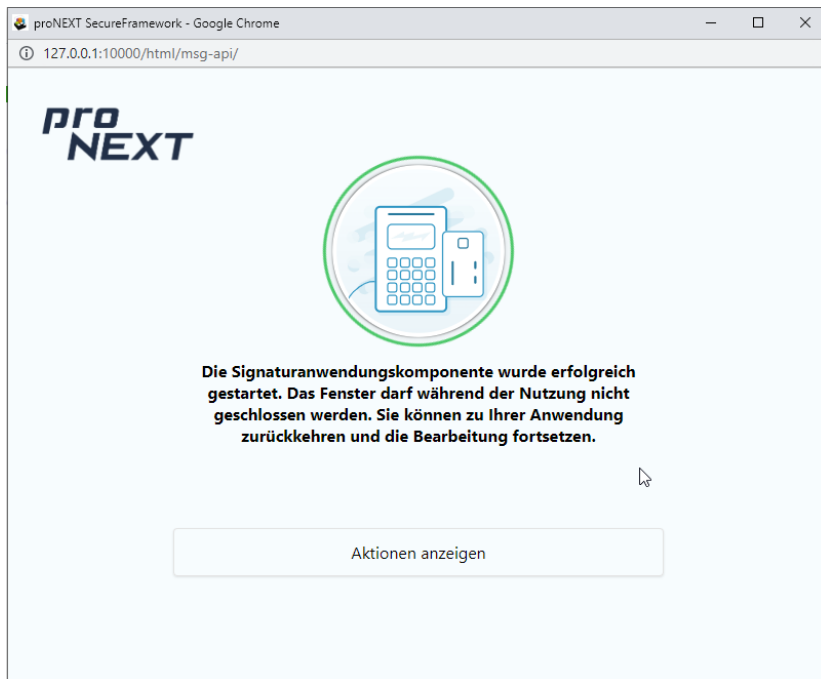 proNEXT SecureFramework - Google Chrome
127.0.0.1:10000/html/msg-api/
pro
NEXT
Die Signaturanwendungskomponente wurde erfolgreich
gestartet. Das Fenster darf während der Nutzung nicht
geschlossen werden. Sie können zu Ihrer Anwendung
zurückkehren und die Bearbeitung fortsetzen.
Aktionen anzeigen